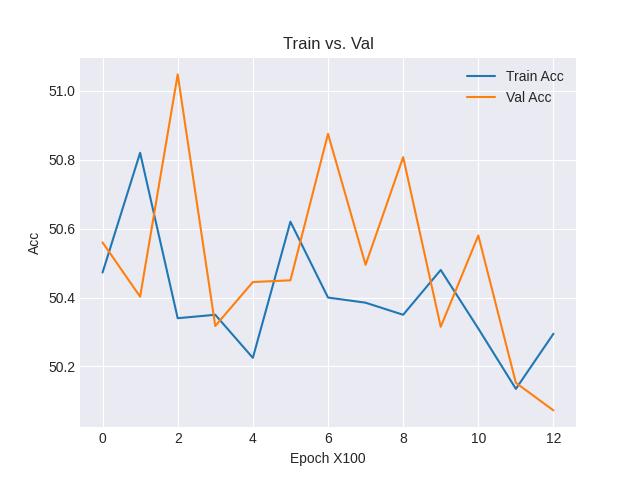 Train vs. Val
Train Acc
Val Acc
51.0
50.8
50.6
50.4
50.2
Acc
0 2 4 6 8 10 12
Epoch X100